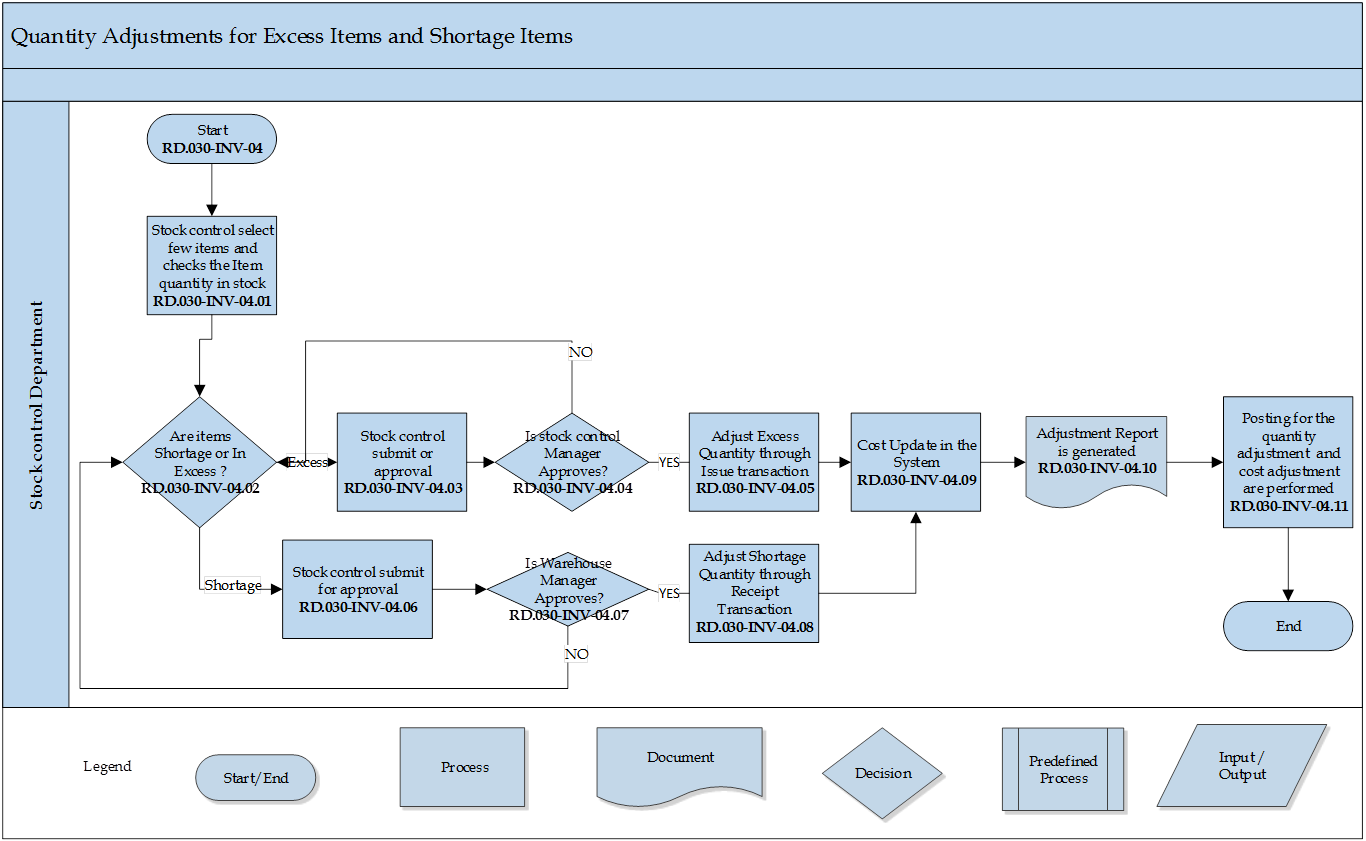 Quantity Adjustments for Excess Items and Shortage Items
Stock control Department
Start
RD.030-INV-04
Stock control select
few items and
checks the Item
quantity in stock
RD.030-INV-04.01
Are items
Shortage or In
Excess ?
RD.030-INV-04.02
Excess
Stock control
submit or
approval
RD.030-INV-04.03
NO
Is stock control
Manager
Approves?
RD.030-INV-04.04
YES
Adjust Excess
Quantity through
Issue transaction
RD.030-INV-04.05
Cost Update in the
System
RD.030-INV-04.09
Adjustment Report
is generated
RD.030-INV-04.10
Posting for the
quantity
adjustment and
cost adjustment
are performed
RD.030-INV-04.11
Shortage
Stock control submit
for approval
RD.030-INV-04.06
Is Warehouse
Manager
Approves?
RD.030-INV-04.07
YES
NO
Adjust Shortage
Quantity through
Receipt
Transaction
RD.030-INV-04.08
End
Legend
Start/End
Process
Document
Decision
Predefined
Process
Input /
Output